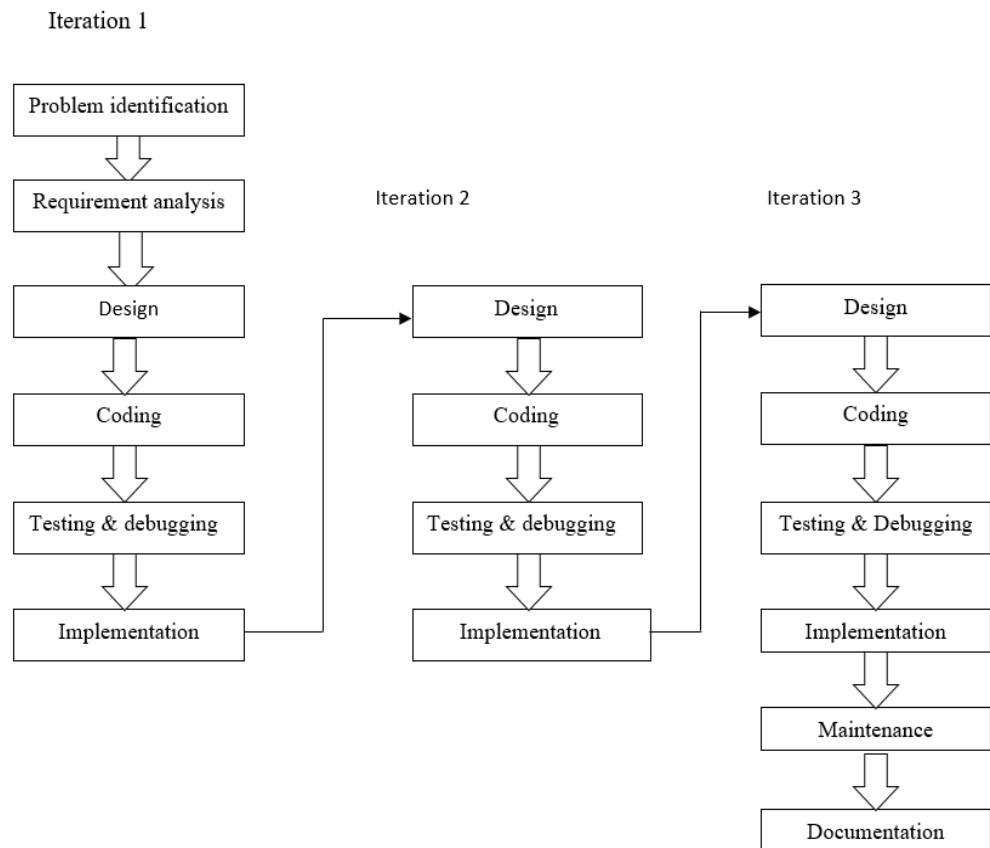 Iteration 1
Problem identification
Requirement analysis
Design
Coding
Testing & debugging
Implementation
Iteration 2
Design
Coding
Testing & debugging
Implementation
Iteration 3
Design
Coding
Testing & Debugging
Implementation
Maintenance
Documentation